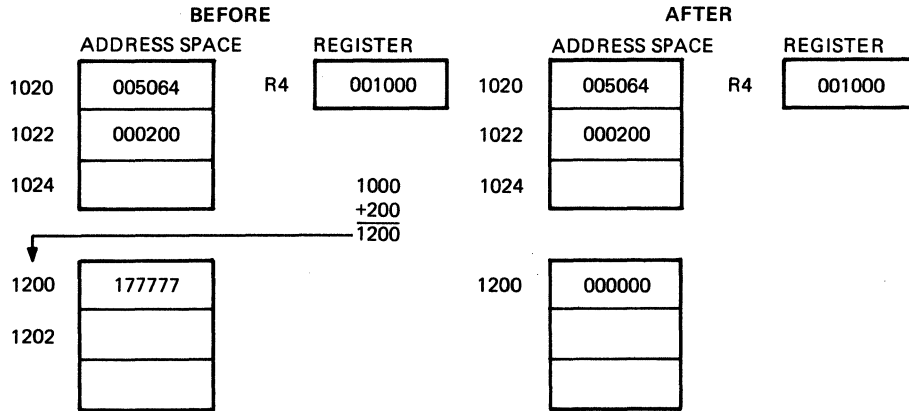 BEFORE AFTER
ADDRESS SPACE REGISTER ADDRESS SPACE REGISTER
1020 005064 R4 001000 1020 005064 R4 001000
1022 000200 1022 000200
1024 1000 1024
+200
1200
1200 177777 1200 000000
1202